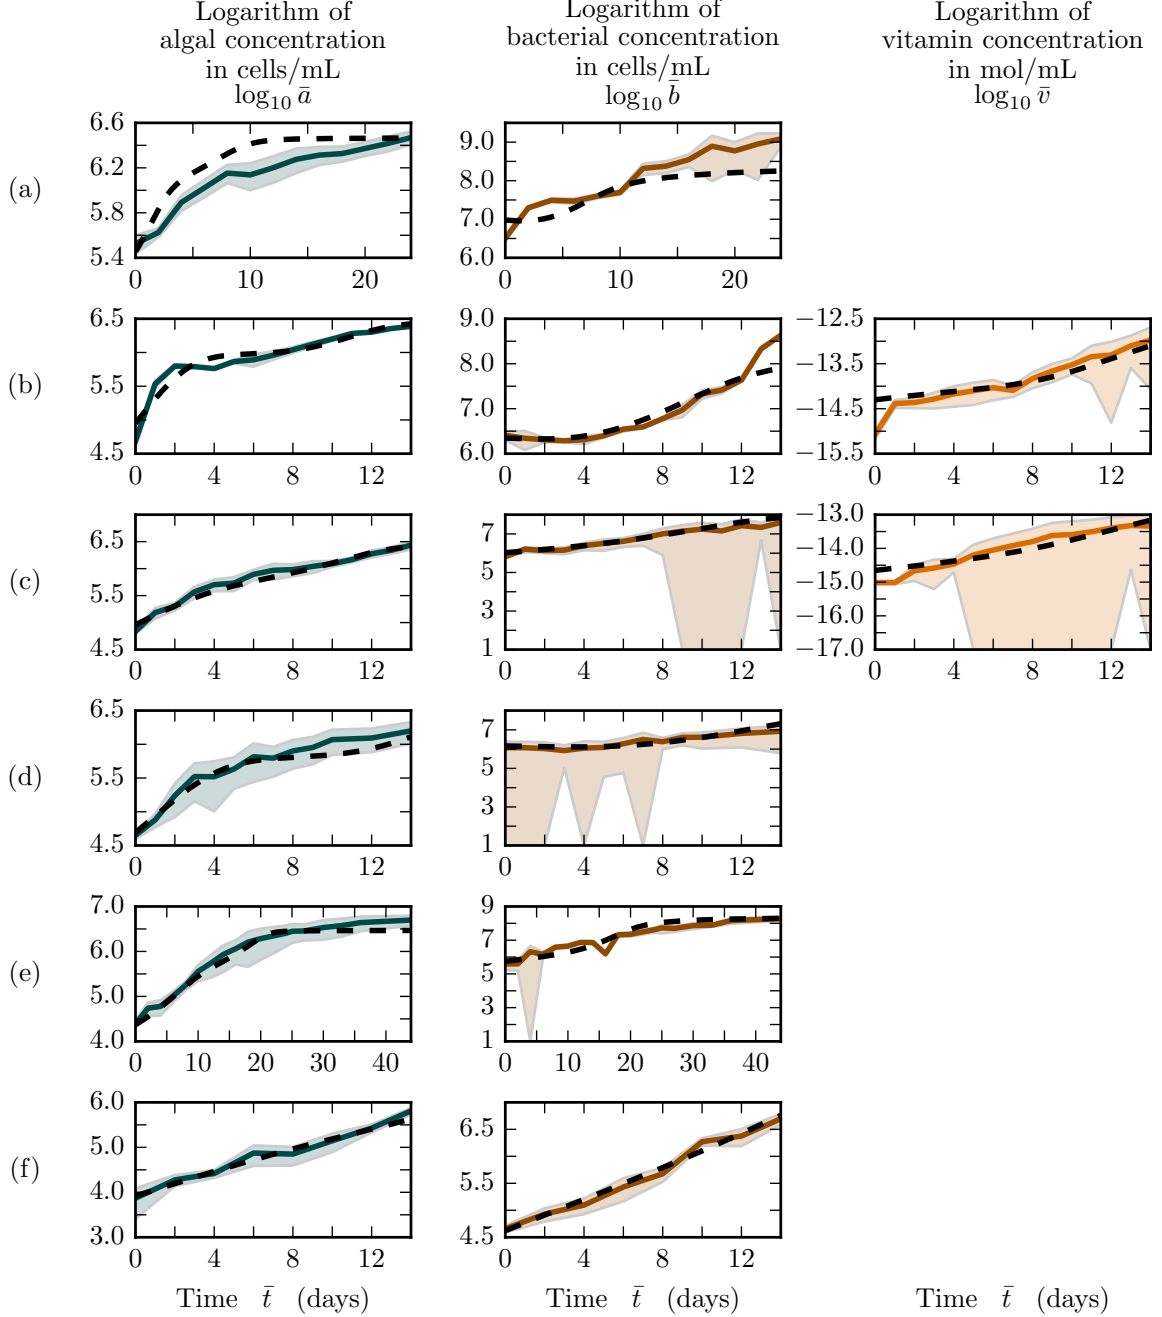 Logarithm of
algal concentration
in cells/mL
log₁₀ ā
Logarithm of
bacterial concentration
in cells/mL
log₁₀ b̄
Logarithm of
vitamin concentration
in mol/mL
log₁₀ v̄
(a)
6.6
6.2
5.8
5.4
0 10 20
9.0
8.0
7.0
6.0
0 10 20
(b)
6.5
5.5
4.5
0 4 8 12
9.0
8.0
7.0
6.0
0 4 8 12
−12.5
−13.5
−14.5
−15.5
0 4 8 12
(c)
6.5
5.5
4.5
0 4 8 12
7
5
3
1
0 4 8 12
−13.0
−14.0
−15.0
−16.0
−17.0
0 4 8 12
(d)
6.5
5.5
4.5
0 4 8 12
7
5
3
1
0 4 8 12
(e)
7.0
6.0
5.0
4.0
0 10 20 30 40
9
7
5
3
1
0 10 20 30 40
(f)
6.0
5.0
4.0
3.0
0 4 8 12
6.5
5.5
4.5
0 4 8 12
Time t̄ (days)
Time t̄ (days)
Time t̄ (days)